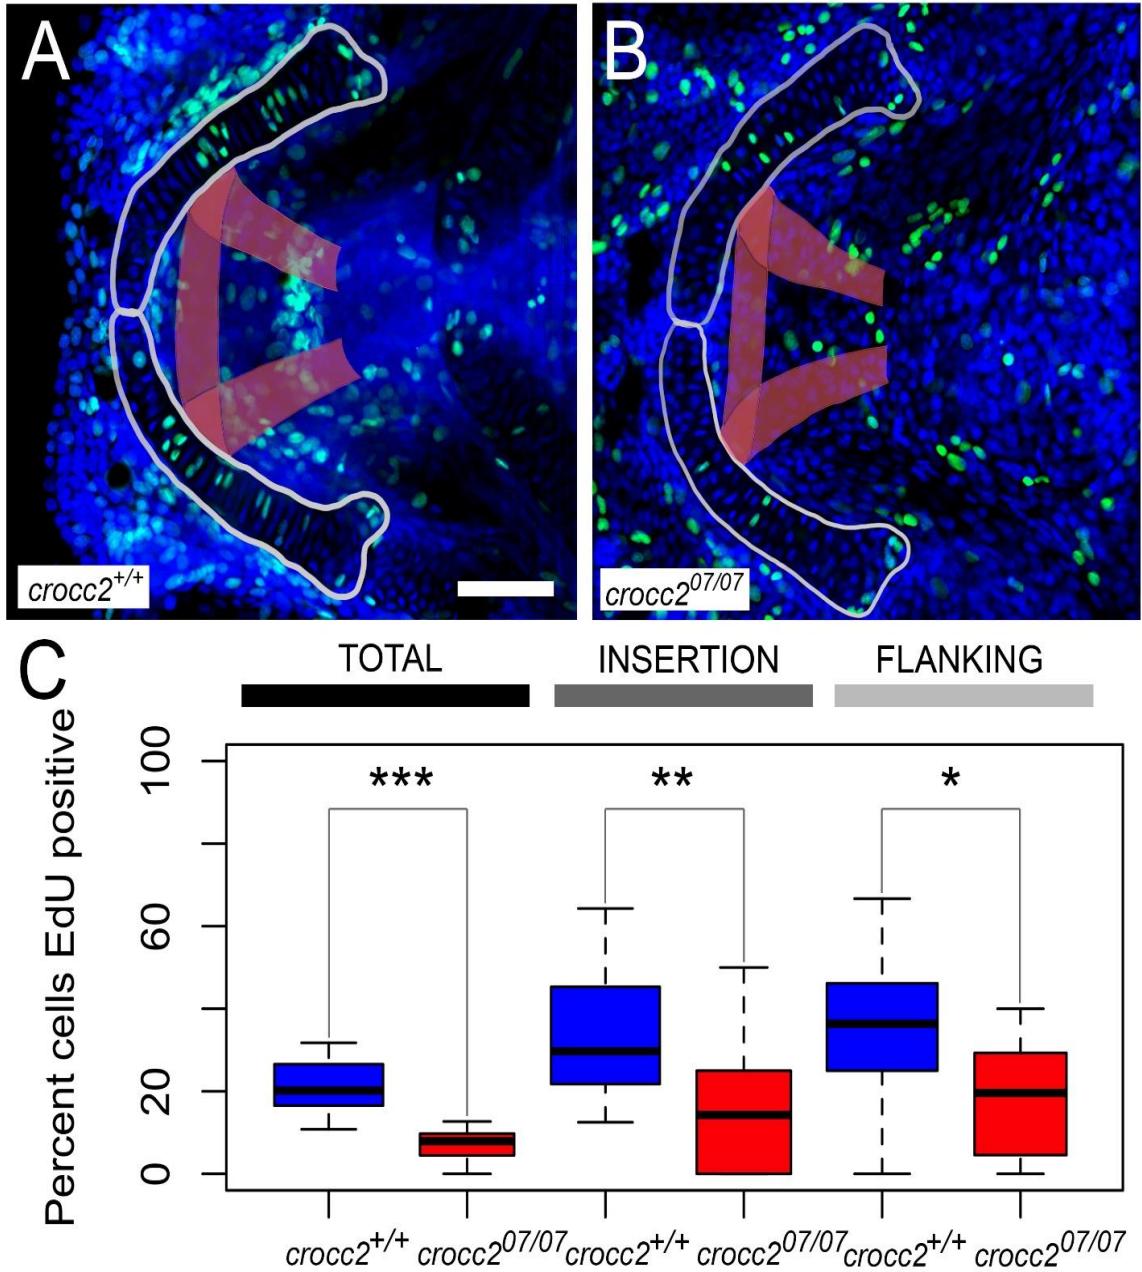 A
B
crocc2+/+
crocc207/07
C
TOTAL INSERTION FLANKING
*** ** *
Percent cells EdU positive
100
60
20
0
crocc2+/+ crocc207/07 crocc2+/+ crocc207/07 crocc2+/+ crocc207/07